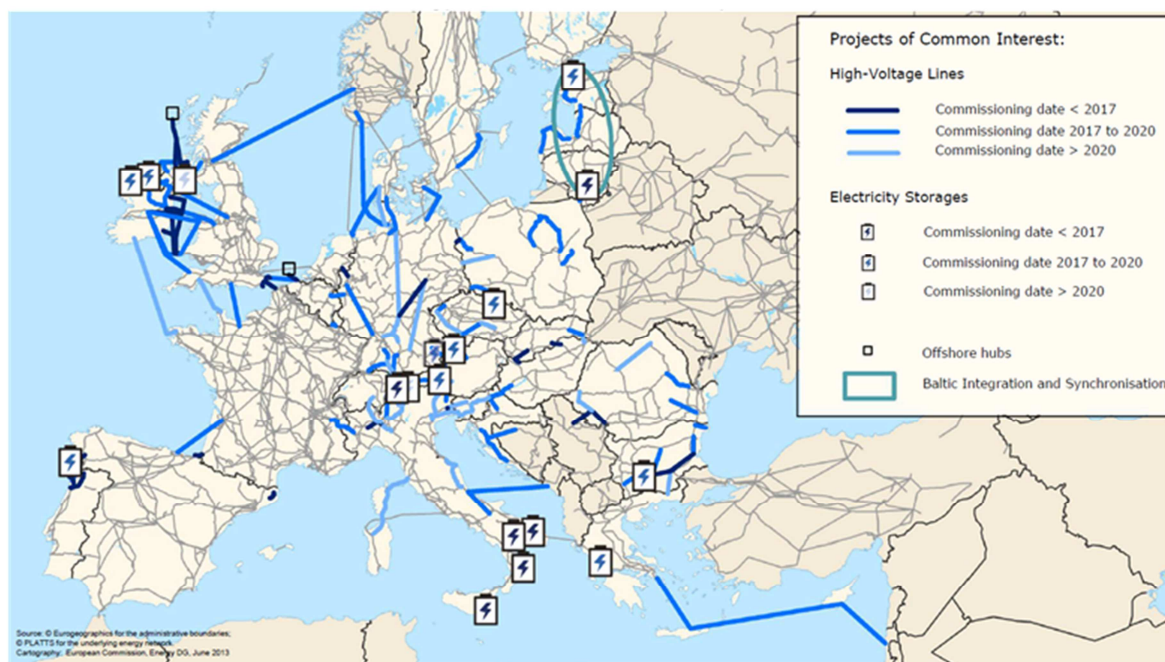 Projects of Common Interest:
High-Voltage Lines
Commissioning date < 2017
Commissioning date 2017 to 2020
Commissioning date > 2020
Electricity Storages
Commissioning date < 2017
Commissioning date 2017 to 2020
Commissioning date > 2020
Offshore hubs
Baltic Integration and Synchronisation
Source: © Eurogeographics for the administrative boundaries;
© PLATTS for the underlying energy network.
Cartography: European Commission, Energy DG, June 2013